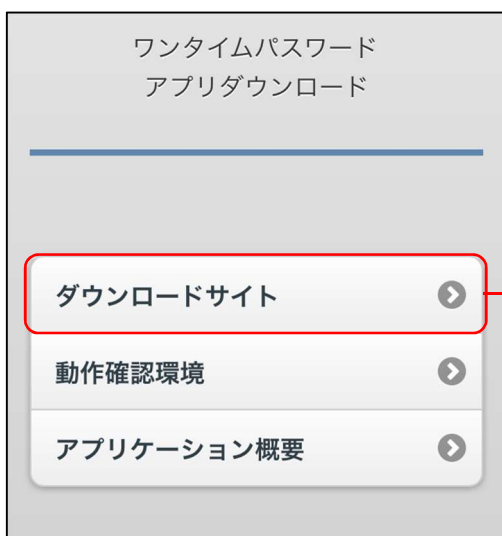 ワンタイムパスワード
アプリダウンロード
ダウンロードサイト
動作確認環境
アプリケーション概要